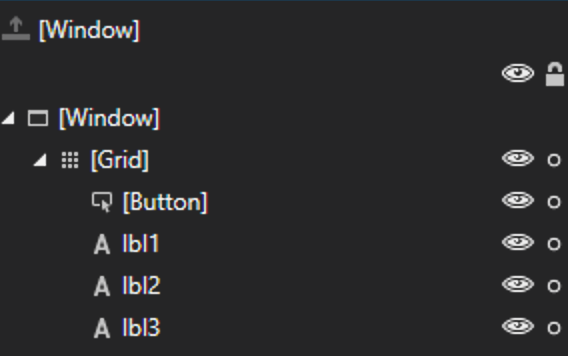 [Window]
[Window]
[Grid]
[Button]
lbl1
lbl2
lbl3